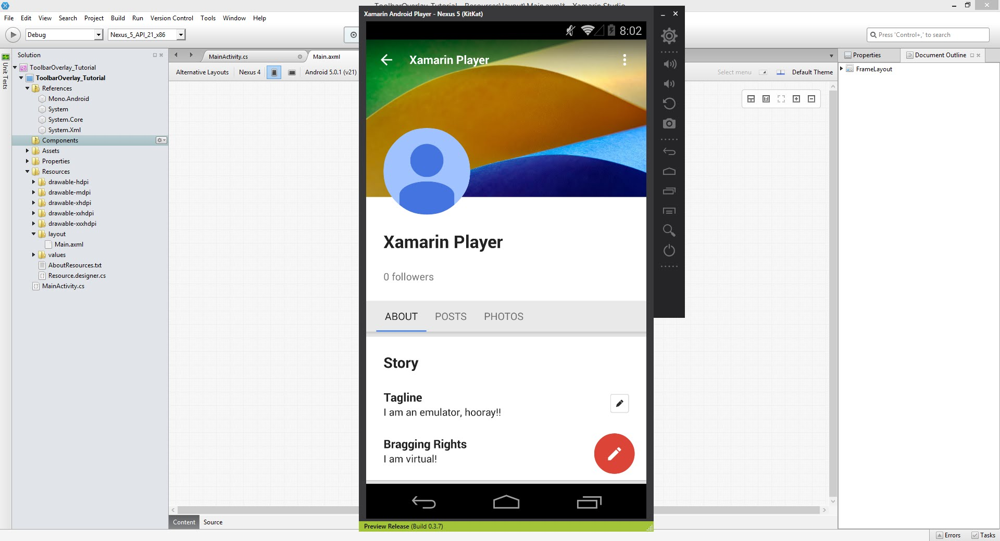 ToolbarOverlay_Tutorial - Resources\layout\Main.axml* - Xamarin Studio
File Edit View Search Project Build Run Version Control Tools Window Help
Debug
Nexus_5_API_21_x86
Press 'Control+,' to search
Unit Tests
Solution
ToolbarOverlay_Tutorial
ToolbarOverlay_Tutorial
References
Mono.Android
System
System.Core
System.Xml
Components
Assets
Properties
Resources
drawable-hdpi
drawable-mdpi
drawable-xhdpi
drawable-xxhdpi
drawable-xxxhdpi
layout
Main.axml
values
AboutResources.txt
Resource.designer.cs
MainActivity.cs
MainActivity.cs
Main.axml
Alternative Layouts Nexus 4 Android 5.0.1 (v21)
Select menu Default Theme
Content Source
Xamarin Android Player - Nexus 5 (KitKat)
8:02
Xamarin Player
Xamarin Player
0 followers
ABOUT POSTS PHOTOS
Story
Tagline
I am an emulator, hooray!!
Bragging Rights
I am virtual!
Preview Release (Build 0.3.7)
Properties
Document Outline
FrameLayout
Errors Tasks